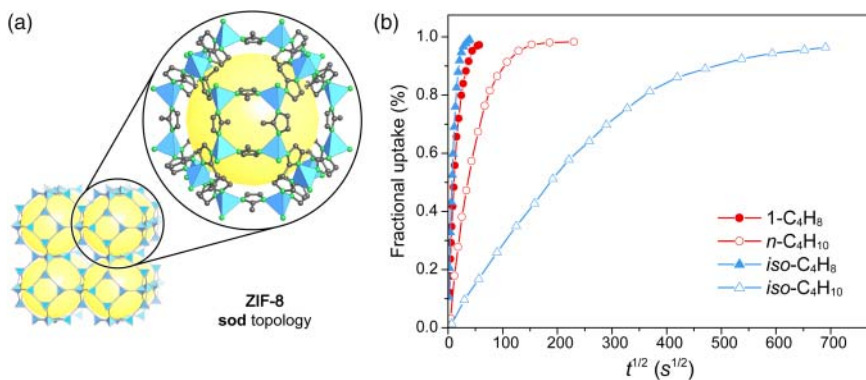 (a)
ZIF-8
sod topology
(b)
Fractional uptake (%)
1.0
0.8
0.6
0.4
0.2
0.0
0 100 200 300 400 500 600 700
t^{1/2} (s^{1/2})
1-C₄H₈
n-C₄H₁₀
iso-C₄H₈
iso-C₄H₁₀